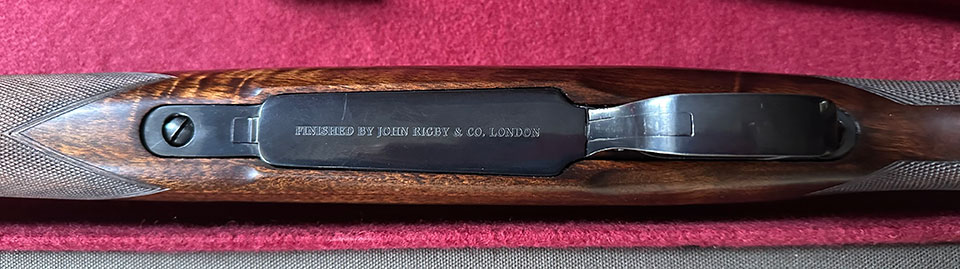 FINISHED BY JOHN RIGBY & CO. LONDON